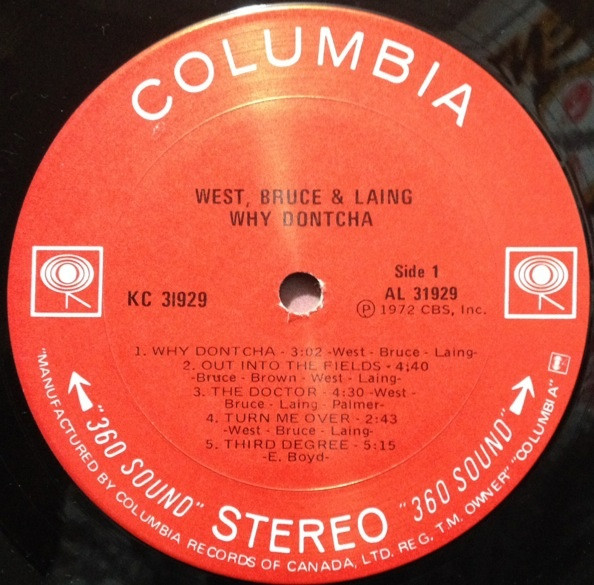 COLUMBIA
WEST, BRUCE & LAING
WHY DONTCHA
KC 31929
Side 1
AL 31929
Ⓟ 1972 CBS, Inc.
1. WHY DONTCHA - 3:02 -West - Bruce - Laing-
2. OUT INTO THE FIELDS - 4:40
-Bruce - Brown - West - Laing-
3. THE DOCTOR - 4:30 -West -
Bruce - Laing - Palmer-
4. TURN ME OVER - 2:43
-West - Bruce - Laing-
5. THIRD DEGREE - 5:15
-E. Boyd-
"360 SOUND" STEREO "360 SOUND"
"MANUFACTURED BY COLUMBIA RECORDS OF CANADA, LTD. REG. T.M. OWNER" "COLUMBIA"